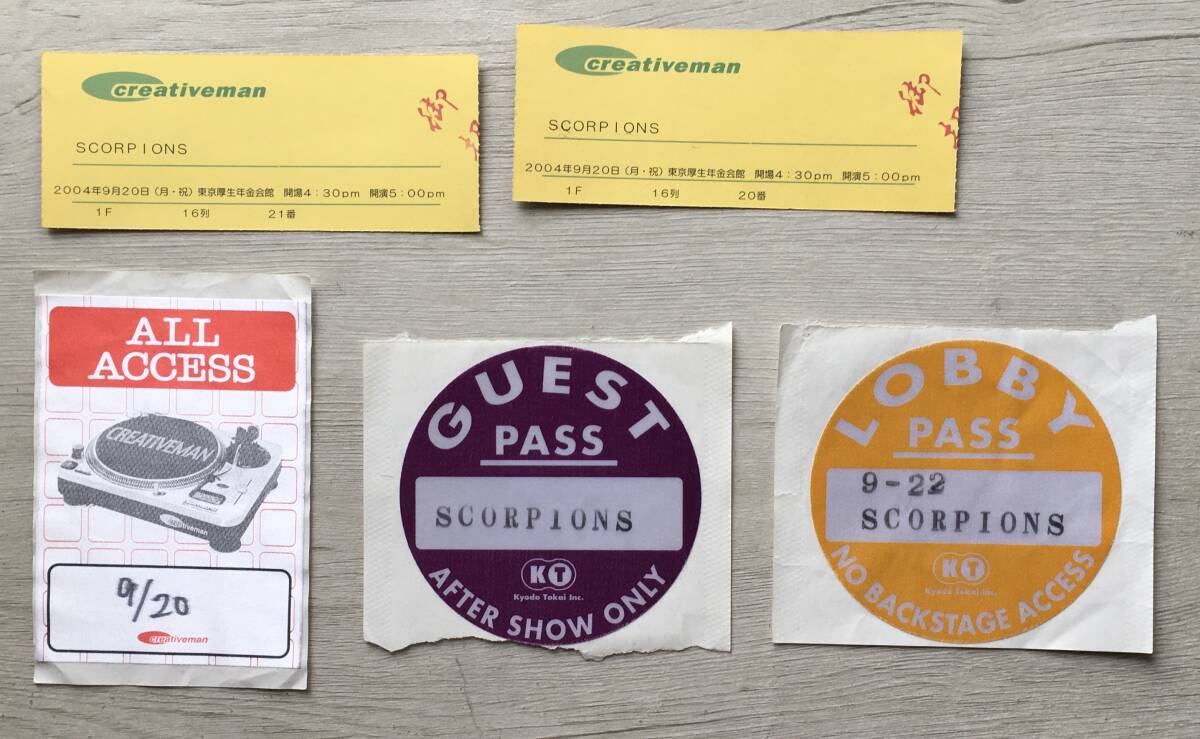 creativeman
御
SCORPIONS
2004年9月20日(月・祝) 東京厚生年金会館 開場4:30pm 開演5:00pm
1F 16列 21番
creativeman
御
SCORPIONS
2004年9月20日(月・祝) 東京厚生年金会館 開場4:30pm 開演5:00pm
1F 16列 20番
ALL
ACCESS
CREATIVEMAN
creativeman
9/20
creativeman
GUEST
PASS
SCORPIONS
KT
Kyodo Tokai Inc.
AFTER SHOW ONLY
LOBBY
PASS
9-22
SCORPIONS
KT
Kyodo Tokai Inc.
NO BACKSTAGE ACCESS